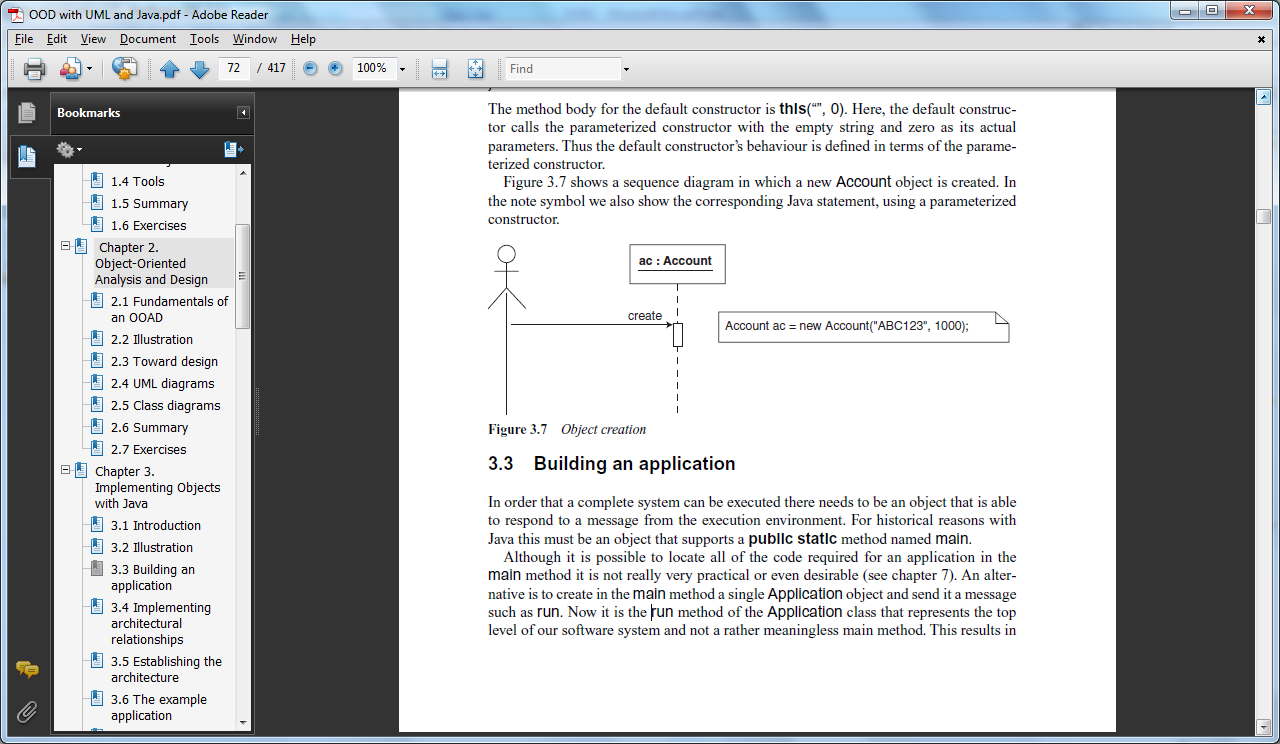 OOD with UML and Java.pdf - Adobe Reader
File Edit View Document Tools Window Help
72 / 417 100% Find
Bookmarks
1.4 Tools
1.5 Summary
1.6 Exercises
Chapter 2.
Object-Oriented
Analysis and Design
2.1 Fundamentals of
an OOAD
2.2 Illustration
2.3 Toward design
2.4 UML diagrams
2.5 Class diagrams
2.6 Summary
2.7 Exercises
Chapter 3.
Implementing Objects
with Java
3.1 Introduction
3.2 Illustration
3.3 Building an
application
3.4 Implementing
architectural
relationships
3.5 Establishing the
architecture
3.6 The example
application
The method body for the default constructor is this(“”, 0). Here, the default construc-
tor calls the parameterized constructor with the empty string and zero as its actual
parameters. Thus the default constructor’s behaviour is defined in terms of the parame-
terized constructor.
Figure 3.7 shows a sequence diagram in which a new Account object is created. In
the note symbol we also show the corresponding Java statement, using a parameterized
constructor.
ac : Account
create
Account ac = new Account("ABC123", 1000);
Figure 3.7 Object creation
3.3 Building an application
In order that a complete system can be executed there needs to be an object that is able
to respond to a message from the execution environment. For historical reasons with
Java this must be an object that supports a public static method named main.
Although it is possible to locate all of the code required for an application in the
main method it is not really very practical or even desirable (see chapter 7). An alter-
native is to create in the main method a single Application object and send it a message
such as run. Now it is the run method of the Application class that represents the top
level of our software system and not a rather meaningless main method. This results in